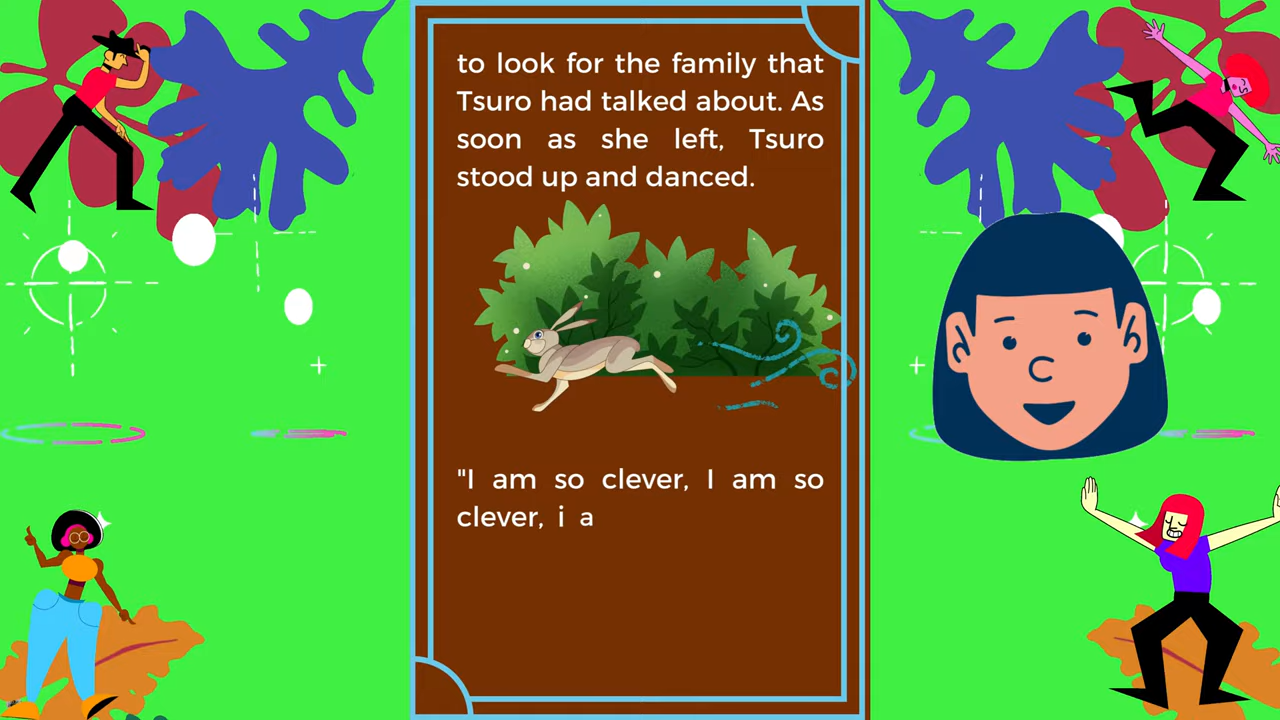 to look for the family that
Tsuro had talked about. As
soon as she left, Tsuro
stood up and danced.
"I am so clever, I am so
clever, i a